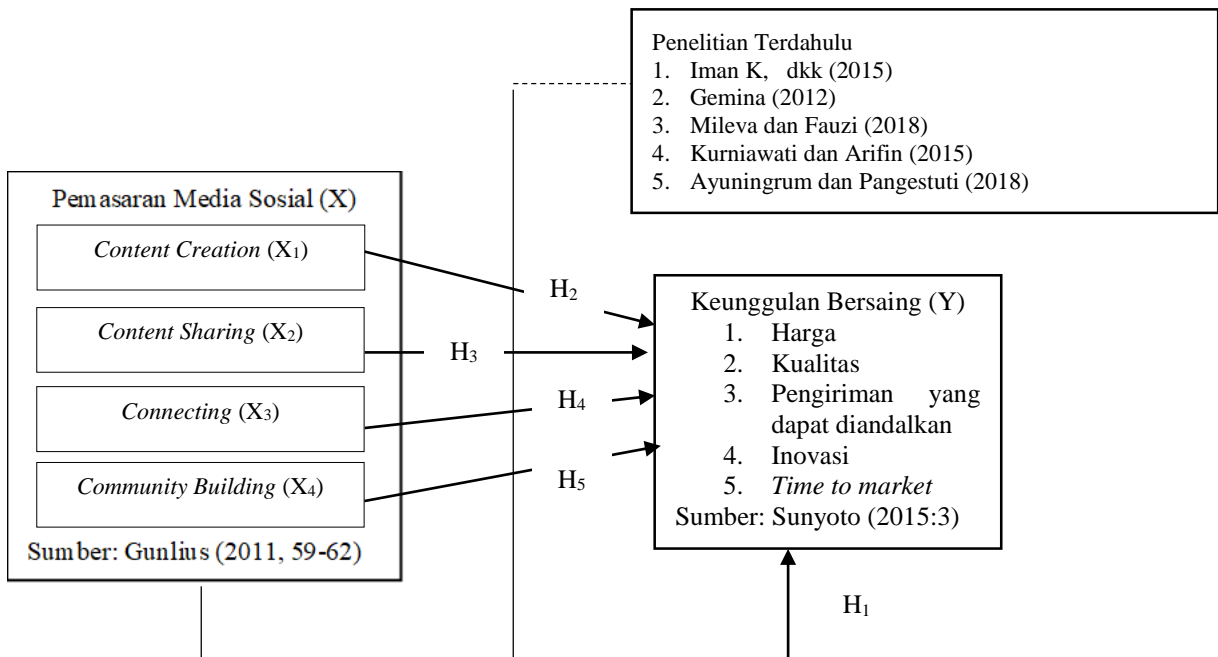 Penelitian Terdahulu
1. Iman K, dkk (2015)
2. Gemina (2012)
3. Mileva dan Fauzi (2018)
4. Kurniawati dan Arifin (2015)
5. Ayuningrum dan Pangestuti (2018)
Pemasaran Media Sosial (X)
Content Creation (X₁)
Content Sharing (X₂)
Connecting (X₃)
Community Building (X₄)
Sumber: Gunlius (2011, 59-62)
H₂
H₃
H₄
H₅
Keunggulan Bersaing (Y)
1. Harga
2. Kualitas
3. Pengiriman yang
dapat diandalkan
4. Inovasi
5. Time to market
Sumber: Sunyoto (2015:3)
H₁